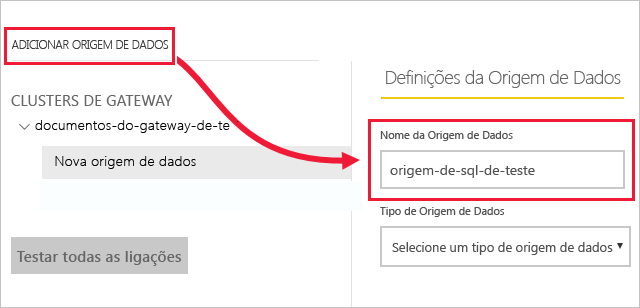 ADICIONAR ORIGEM DE DADOS
CLUSTERS DE GATEWAY
documentos-do-gateway-de-te
Nova origem de dados
Testar todas as ligações
Definições da Origem de Dados
Nome da Origem de Dados
origem-de-sql-de-teste
Tipo de Origem de Dados
Selecione um tipo de origem de dados